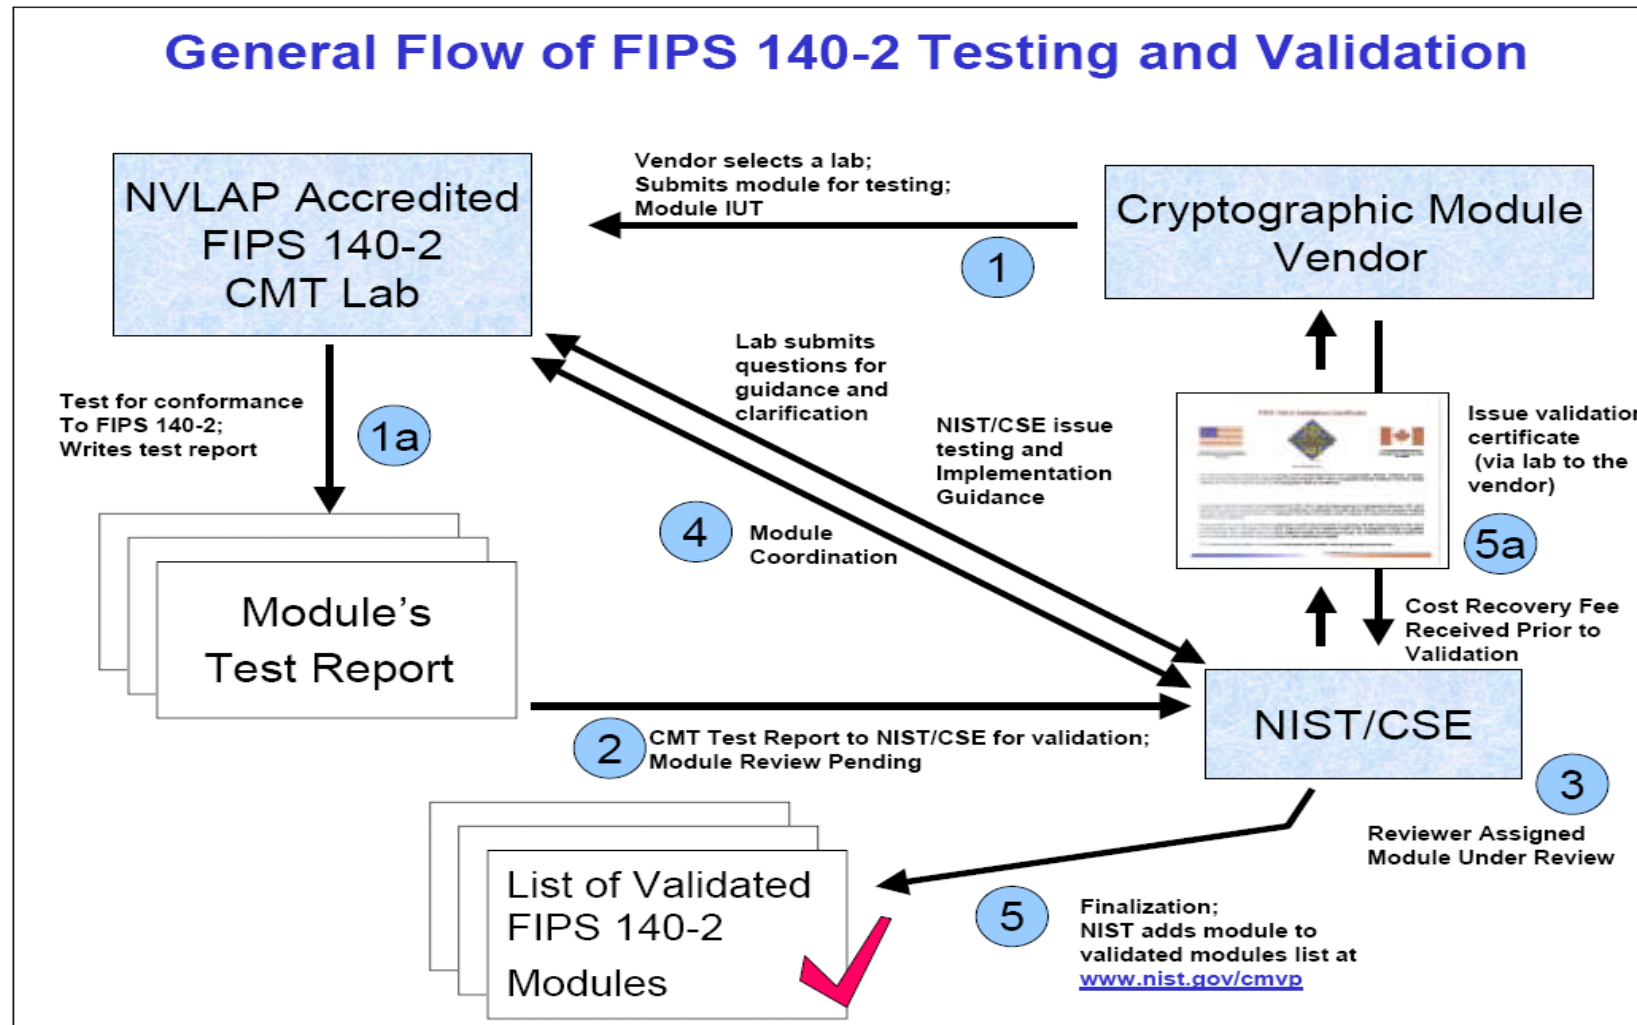 General Flow of FIPS 140-2 Testing and Validation
NVLAP Accredited
FIPS 140-2
CMT Lab
Vendor selects a lab;
Submits module for testing;
Module IUT
1
Cryptographic Module
Vendor
Test for conformance
To FIPS 140-2;
Writes test report
1a
Lab submits
questions for
guidance and
clarification
NIST/CSE issue
testing and
Implementation
Guidance
4
Module
Coordination
FIPS 140-2 Validation Certificate
Issue validation
certificate
(via lab to the
vendor)
5a
Cost Recovery Fee
Received Prior to
Validation
Module's
Test Report
2
CMT Test Report to NIST/CSE for validation;
Module Review Pending
NIST/CSE
3
Reviewer Assigned
Module Under Review
List of Validated
FIPS 140-2
Modules
5
Finalization;
NIST adds module to
validated modules list at
www.nist.gov/cmvp